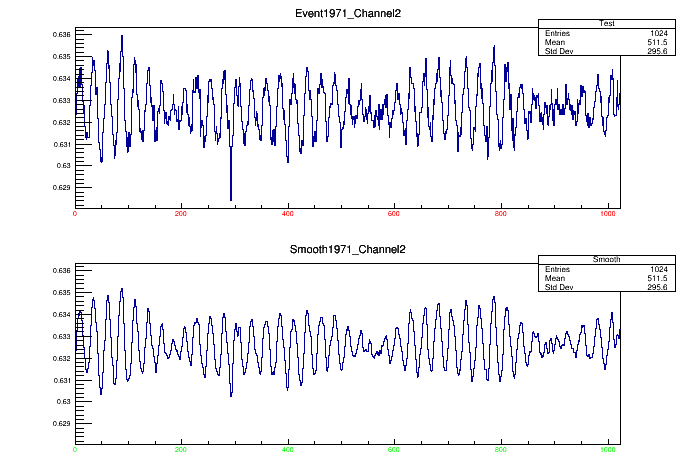 Event1971_Channel2
Test
Entries 1024
Mean 511.5
Std Dev 295.6
0.636
0.635
0.634
0.633
0.632
0.631
0.63
0.629
0 200 400 600 800 1000
Smooth1971_Channel2
Smooth
Entries 1024
Mean 511.5
Std Dev 295.6
0.636
0.635
0.634
0.633
0.632
0.631
0.63
0.629
0 200 400 600 800 1000